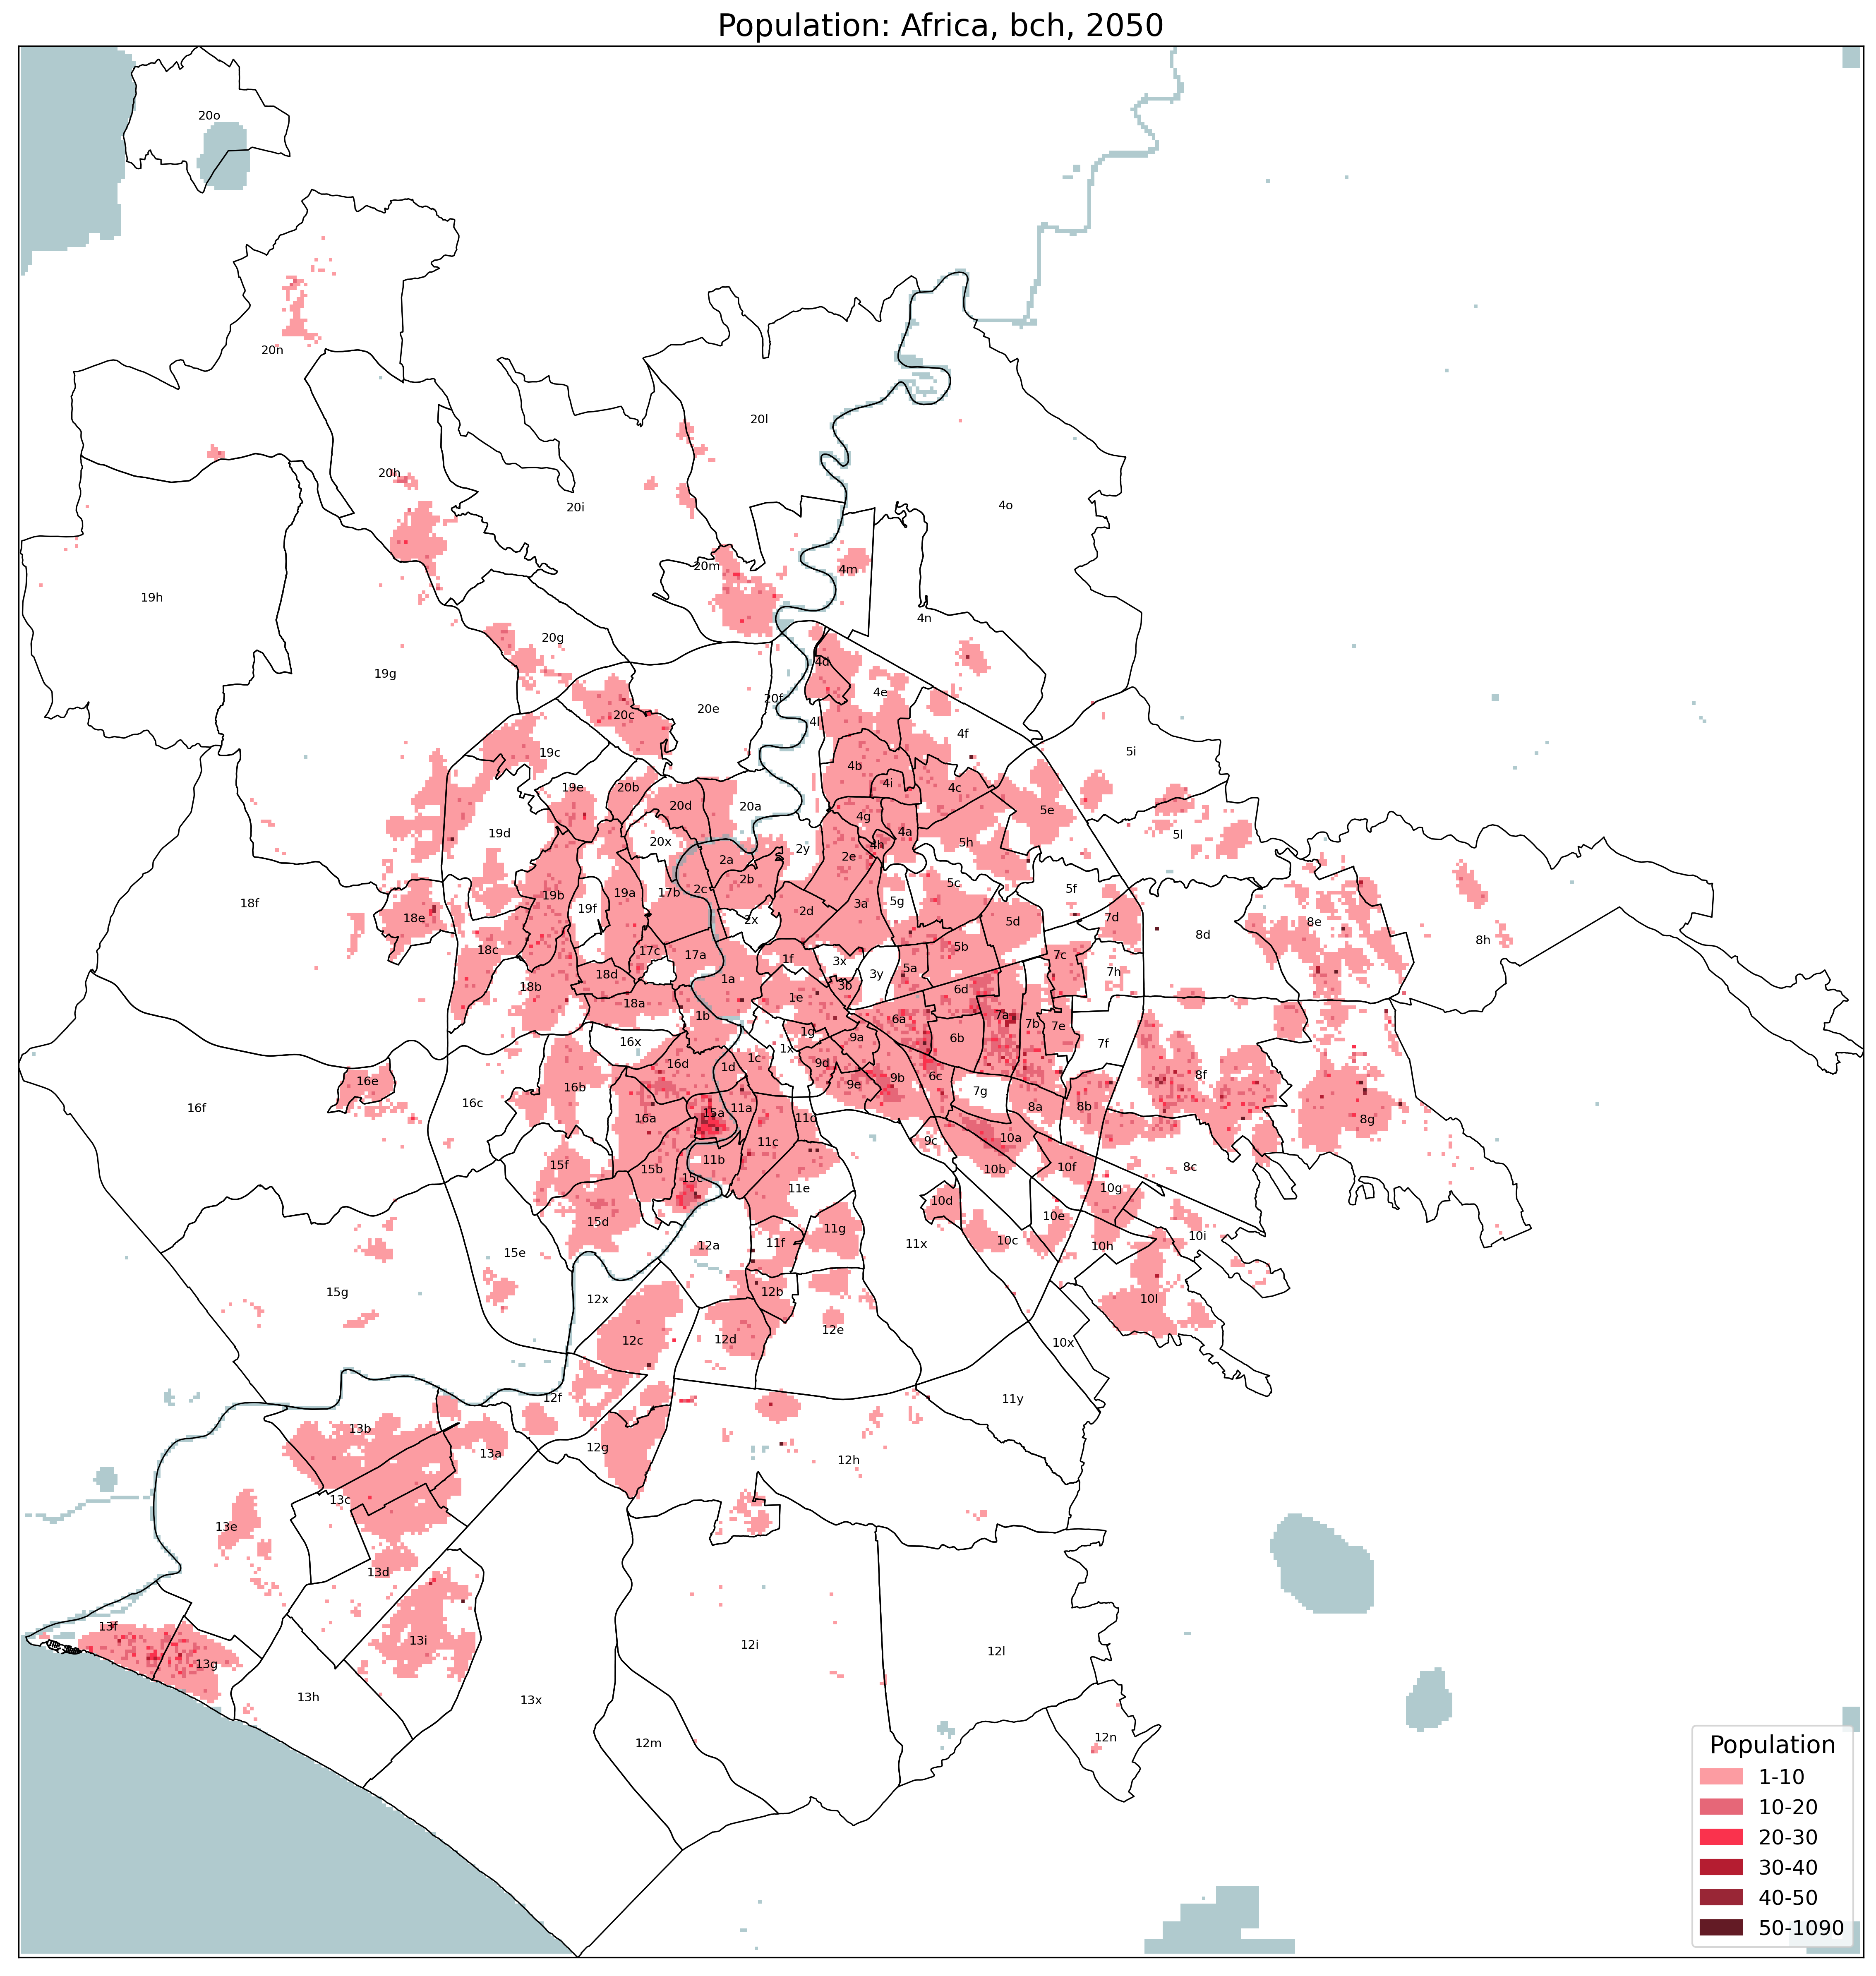 Population: Africa, bch, 2050
20o
20n
20l
20h
20i
4o
20m
4m
19h
4n
20g
19g
4d
20f
4e
20e
20c
4l
4f
19c
5i
4b
4i
19e
20b
4c
20d
20a
5e
4g
19d
4a
5l
20x
4h
5h
2y
2e
2a
2b
5c
17b
2c
5f
19b
19a
18f
5g
3a
19f
2d
18e
2x
7d
8e
5d
8d
8h
5b
18c
17c
17a
7c
1f
3x
5a
7h
18d
3y
1a
18b
3b
6d
1e
18a
1b
7a
6a
7b
7e
1g
9a
6b
16x
7f
1x
1c
9d
16d
1d
8f
6c
9b
16e
9e
16b
7g
16c
16f
11a
8a
8b
15a
16a
11d
8g
10a
11c
9c
11b
15f
10f
8c
15b
10b
15c
11e
10g
10d
10e
15d
11g
10i
10c
11x
11f
12a
10h
15e
12b
15g
10l
12x
12e
12d
12c
10x
12f
11y
13b
12g
13a
12h
13c
13e
13d
13f
13i
12i
12l
13g
13h
13x
12n
12m
Population
1-10
10-20
20-30
30-40
40-50
50-1090